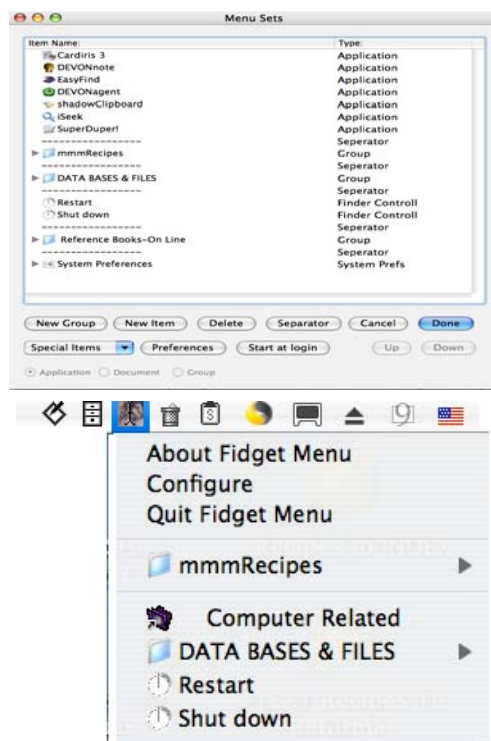 Menu Sets
Item Name: Type:
Cardiris 3 Application
DEVONnote Application
EasyFind Application
DEVONagent Application
shadowClipboard Application
iSeek Application
SuperDuper! Application
----------------- Seperator
mmmRecipes Group
----------------- Seperator
DATA BASES & FILES Group
----------------- Seperator
Restart Finder Controll
Shut down Finder Controll
----------------- Seperator
Reference Books-On Line Group
----------------- Seperator
System Preferences System Prefs
New Group New Item Delete Separator Cancel Done
Special Items Preferences Start at login Up Down
Application Document Group
About Fidget Menu
Configure
Quit Fidget Menu
mmmRecipes
Computer Related
DATA BASES & FILES
Restart
Shut down